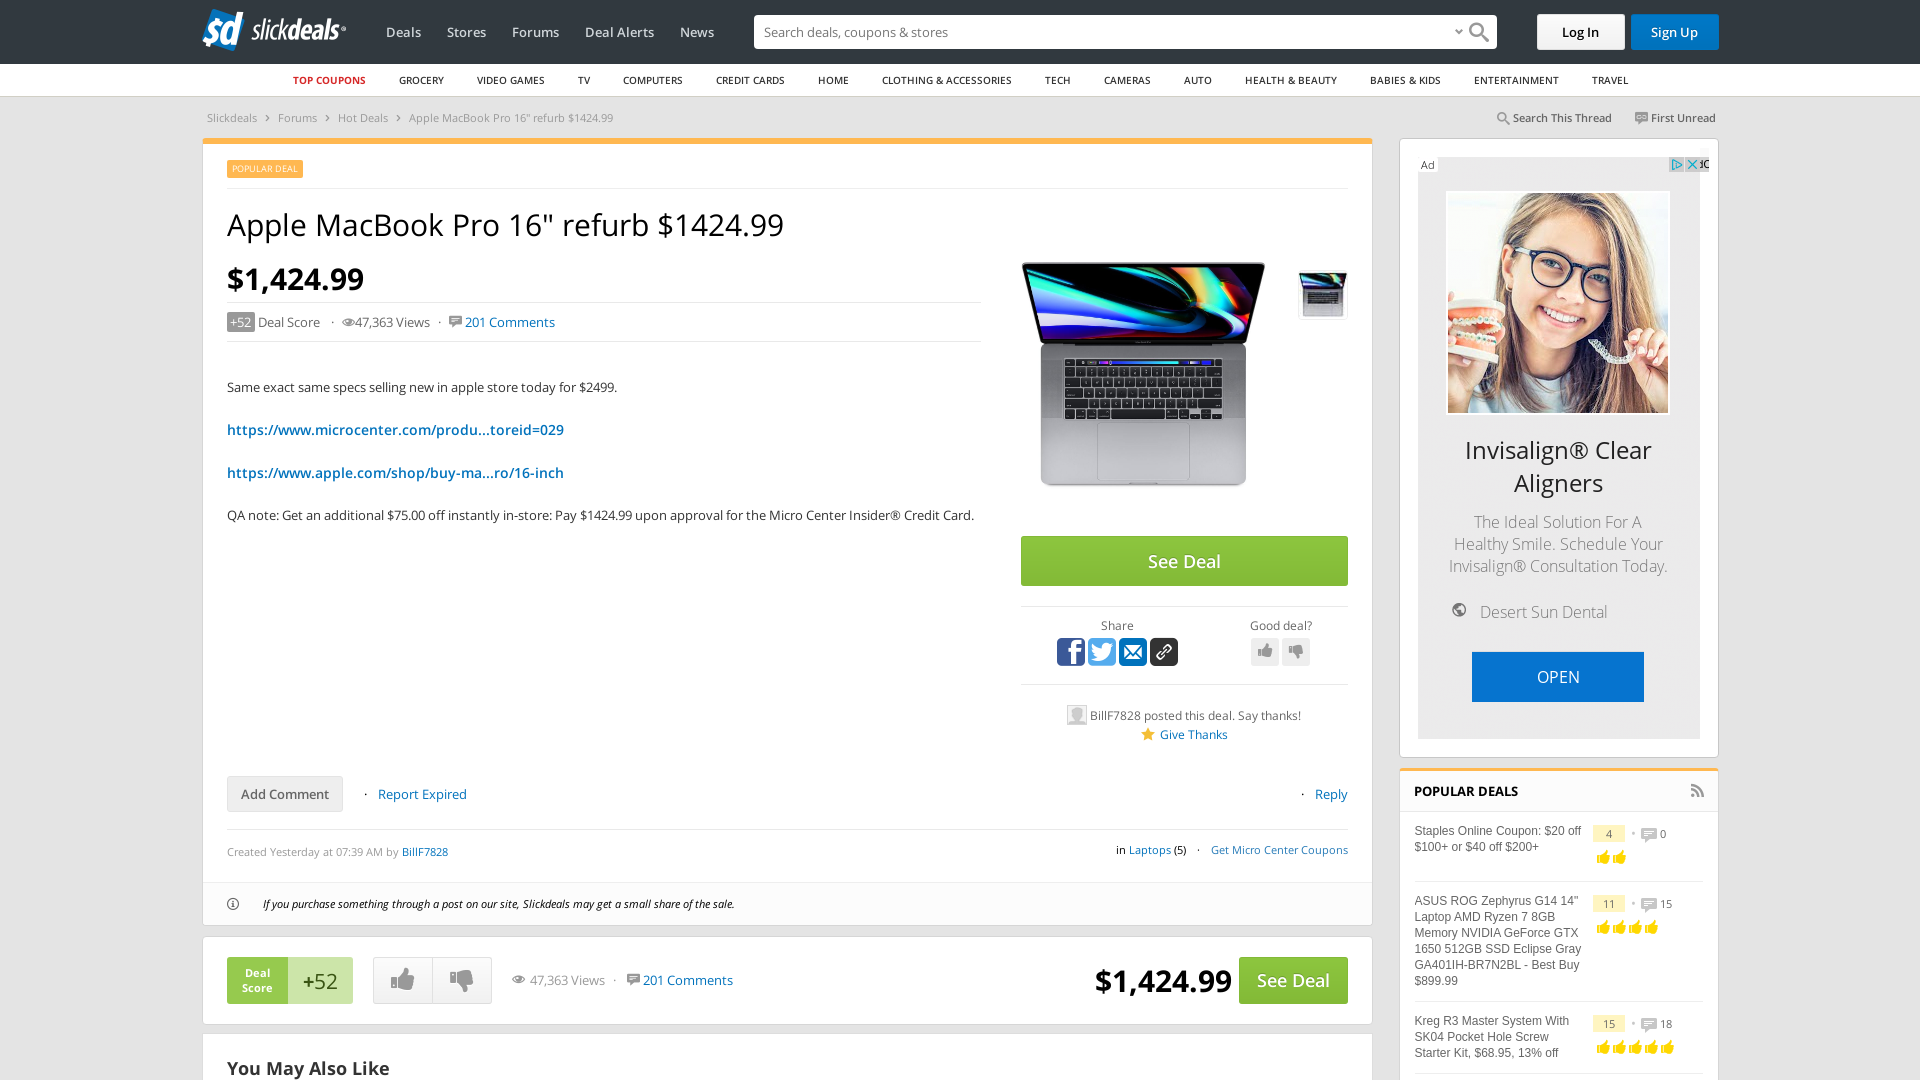 slickdeals
Deals
Stores
Forums
Deal Alerts
News
Search deals, coupons & stores
Log In
Sign Up
TOP COUPONS
GROCERY
VIDEO GAMES
TV
COMPUTERS
CREDIT CARDS
HOME
CLOTHING & ACCESSORIES
TECH
CAMERAS
AUTO
HEALTH & BEAUTY
BABIES & KIDS
ENTERTAINMENT
TRAVEL
Slickdeals › Forums › Hot Deals › Apple MacBook Pro 16" refurb $1424.99
Search This Thread
First Unread
POPULAR DEAL
Apple MacBook Pro 16" refurb $1424.99
$1,424.99
+52 Deal Score · 47,363 Views · 201 Comments
Same exact same specs selling new in apple store today for $2499.
https://www.microcenter.com/produ...toreid=029
https://www.apple.com/shop/buy-ma...ro/16-inch
QA note: Get an additional $75.00 off instantly in-store: Pay $1424.99 upon approval for the Micro Center Insider® Credit Card.
See Deal
Share
Good deal?
BillF7828 posted this deal. Say thanks!
Give Thanks
Add Comment · Report Expired
· Reply
Created Yesterday at 07:39 AM by BillF7828
in Laptops (5) · Get Micro Center Coupons
If you purchase something through a post on our site, Slickdeals may get a small share of the sale.
Deal
Score
+52
47,363 Views · 201 Comments
$1,424.99
See Deal
You May Also Like
Ad
Invisalign® Clear
Aligners
The Ideal Solution For A
Healthy Smile. Schedule Your
Invisalign® Consultation Today.
Desert Sun Dental
OPEN
POPULAR DEALS
Staples Online Coupon: $20 off
$100+ or $40 off $200+
4 • 0
ASUS ROG Zephyrus G14 14"
Laptop AMD Ryzen 7 8GB
Memory NVIDIA GeForce GTX
1650 512GB SSD Eclipse Gray
GA401IH-BR7N2BL - Best Buy
$899.99
11 • 15
Kreg R3 Master System With
SK04 Pocket Hole Screw
Starter Kit, $68.95, 13% off
15 • 18